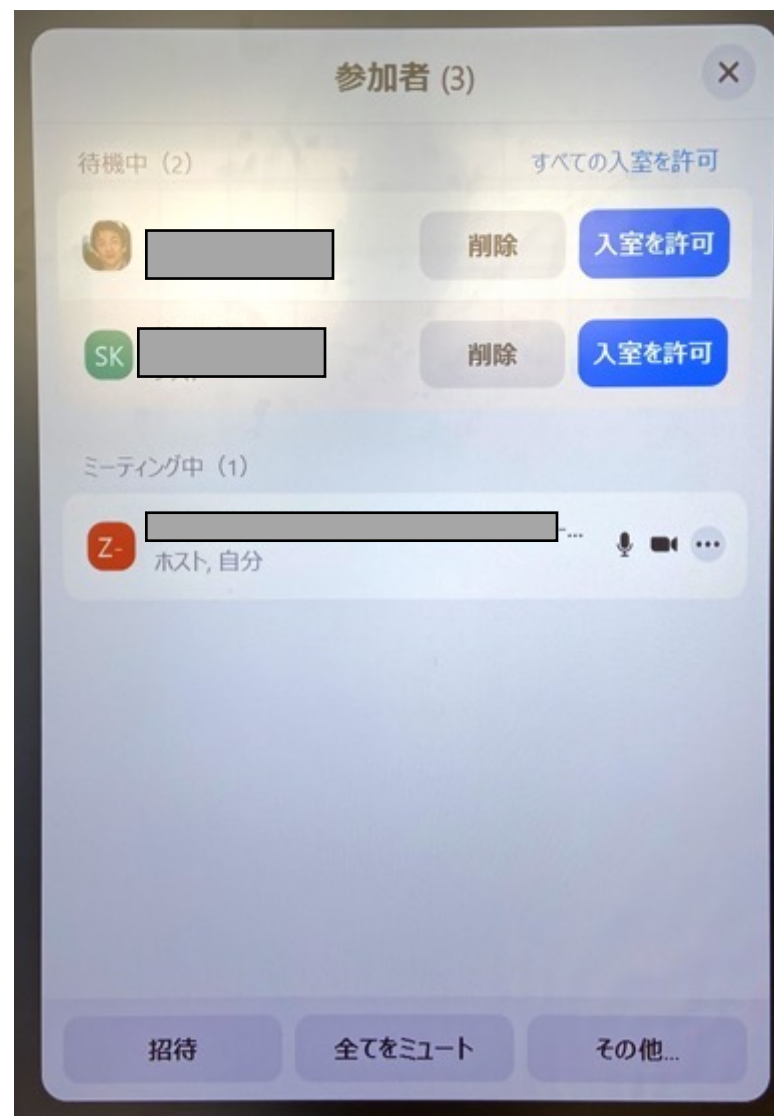 参加者 (3)
待機中（2） すべての入室を許可
削除 入室を許可
SK 削除 入室を許可
ミーティング中（1）
Z- -...
ホスト, 自分
招待 全てをミュート その他...